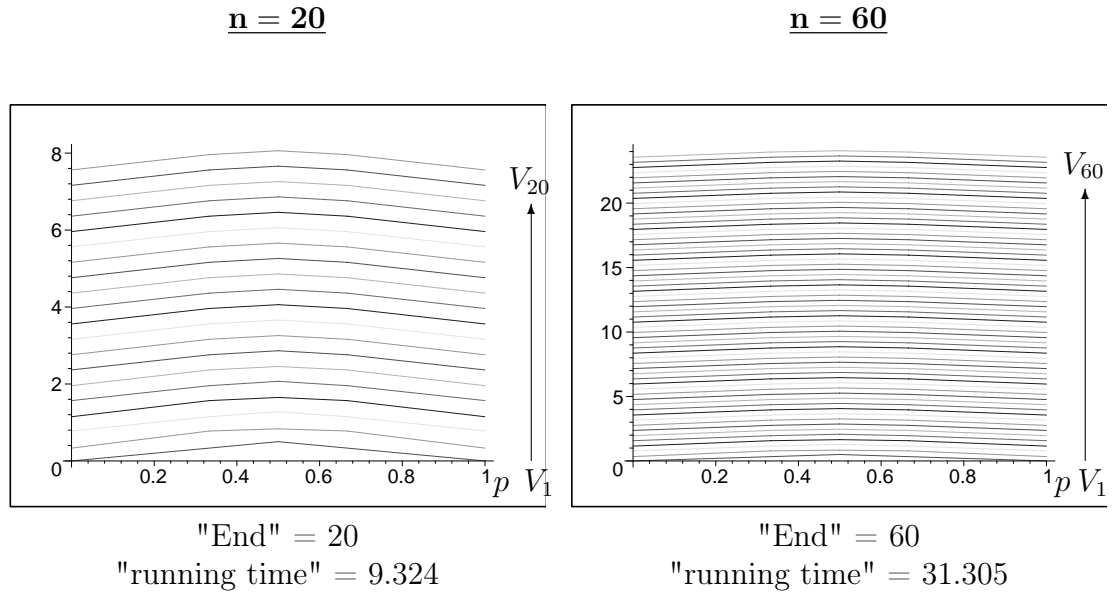 n = 20
8
6
4
2
0
0.2 0.4 0.6 0.8 1
p V1
V20
"End" = 20
"running time" = 9.324
n = 60
20
15
10
5
0
0.2 0.4 0.6 0.8 1
p V1
V60
"End" = 60
"running time" = 31.305